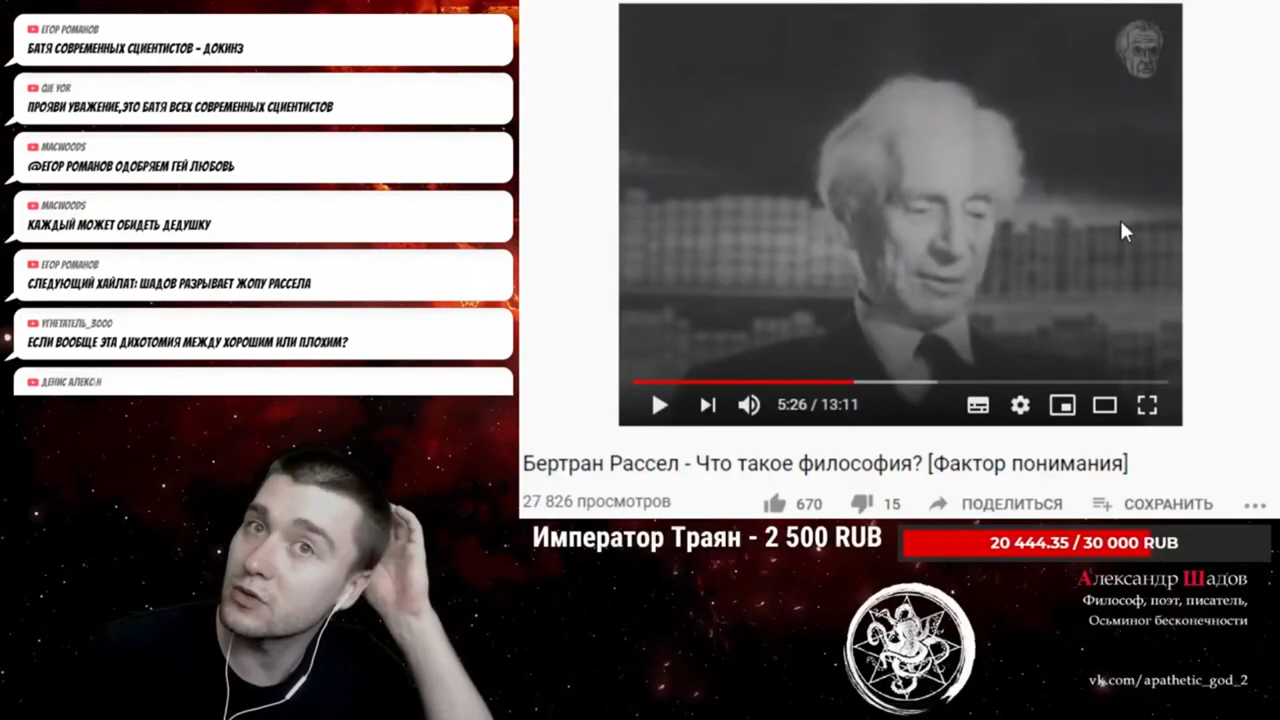 ЕГОР РОМАНОВ
БАТЯ СОВРЕМЕННЫХ СЦИЕНТИСТОВ - ДОКИНЗ
QIE YOR
ПРОЯВИ УВАЖЕНИЕ,ЭТО БАТЯ ВСЕХ СОВРЕМЕННЫХ СЦИЕНТИСТОВ
MACWOODS
@ЕГОР РОМАНОВ ОДОБРЯЕМ ГЕЙ ЛЮБОВЬ
MACWOODS
КАЖДЫЙ МОЖЕТ ОБИДЕТЬ ДЕДУШКУ
ЕГОР РОМАНОВ
СЛЕДУЮЩИЙ ХАЙЛАТ: ШАДОВ РАЗРЫВАЕТ ЖОПУ РАССЕЛА
УГНЕТАТЕЛЬ_3000
ЕСЛИ ВООБЩЕ ЭТА ДИХОТОМИЯ МЕЖДУ ХОРОШИМ ИЛИ ПЛОХИМ?
ДЕНИС
5:26 / 13:11
Бертран Рассел - Что такое философия? [Фактор понимания]
27 826 просмотров
670
15
ПОДЕЛИТЬСЯ
СОХРАНИТЬ
Император Траян - 2 500 RUB
20 444.35 / 30 000 RUB
Александр Шадов
Философ, поэт, писатель,
Осьминог бесконечности
vk.com/apathetic_god_2